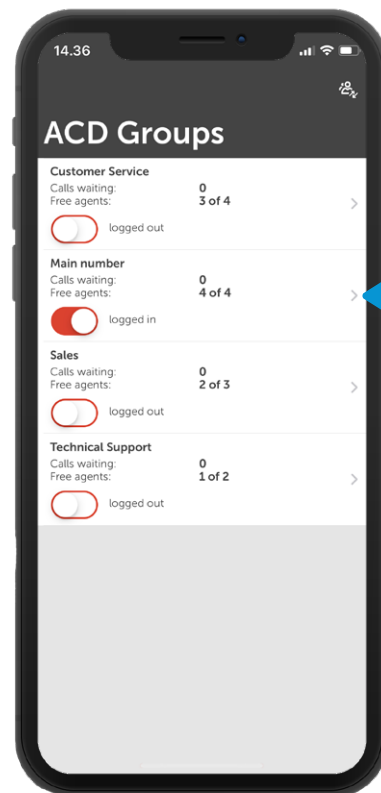 14.36
ACD Groups
Customer Service
Calls waiting: 0
Free agents: 3 of 4
logged out
Main number
Calls waiting: 0
Free agents: 4 of 4
logged in
Sales
Calls waiting: 0
Free agents: 2 of 3
logged out
Technical Support
Calls waiting: 0
Free agents: 1 of 2
logged out